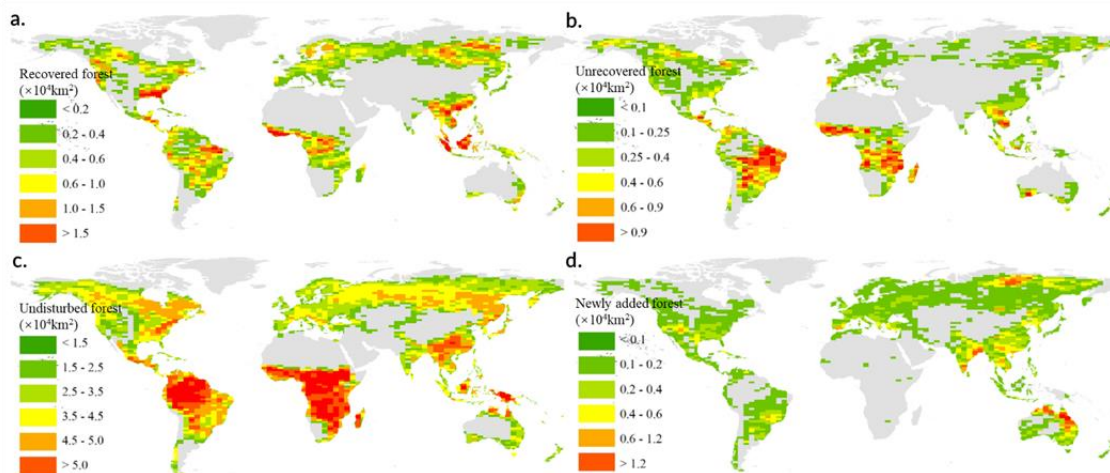 a.
Recovered forest
(×10⁴km²)
< 0.2
0.2 - 0.4
0.4 - 0.6
0.6 - 1.0
1.0 - 1.5
> 1.5
b.
Unrecovered forest
(×10⁴km²)
< 0.1
0.1 - 0.25
0.25 - 0.4
0.4 - 0.6
0.6 - 0.9
> 0.9
c.
Undisturbed forest
(×10⁴km²)
< 1.5
1.5 - 2.5
2.5 - 3.5
3.5 - 4.5
4.5 - 5.0
> 5.0
d.
Newly added forest
(×10⁴km²)
< 0.1
0.1 - 0.2
0.2 - 0.4
0.4 - 0.6
0.6 - 1.2
> 1.2